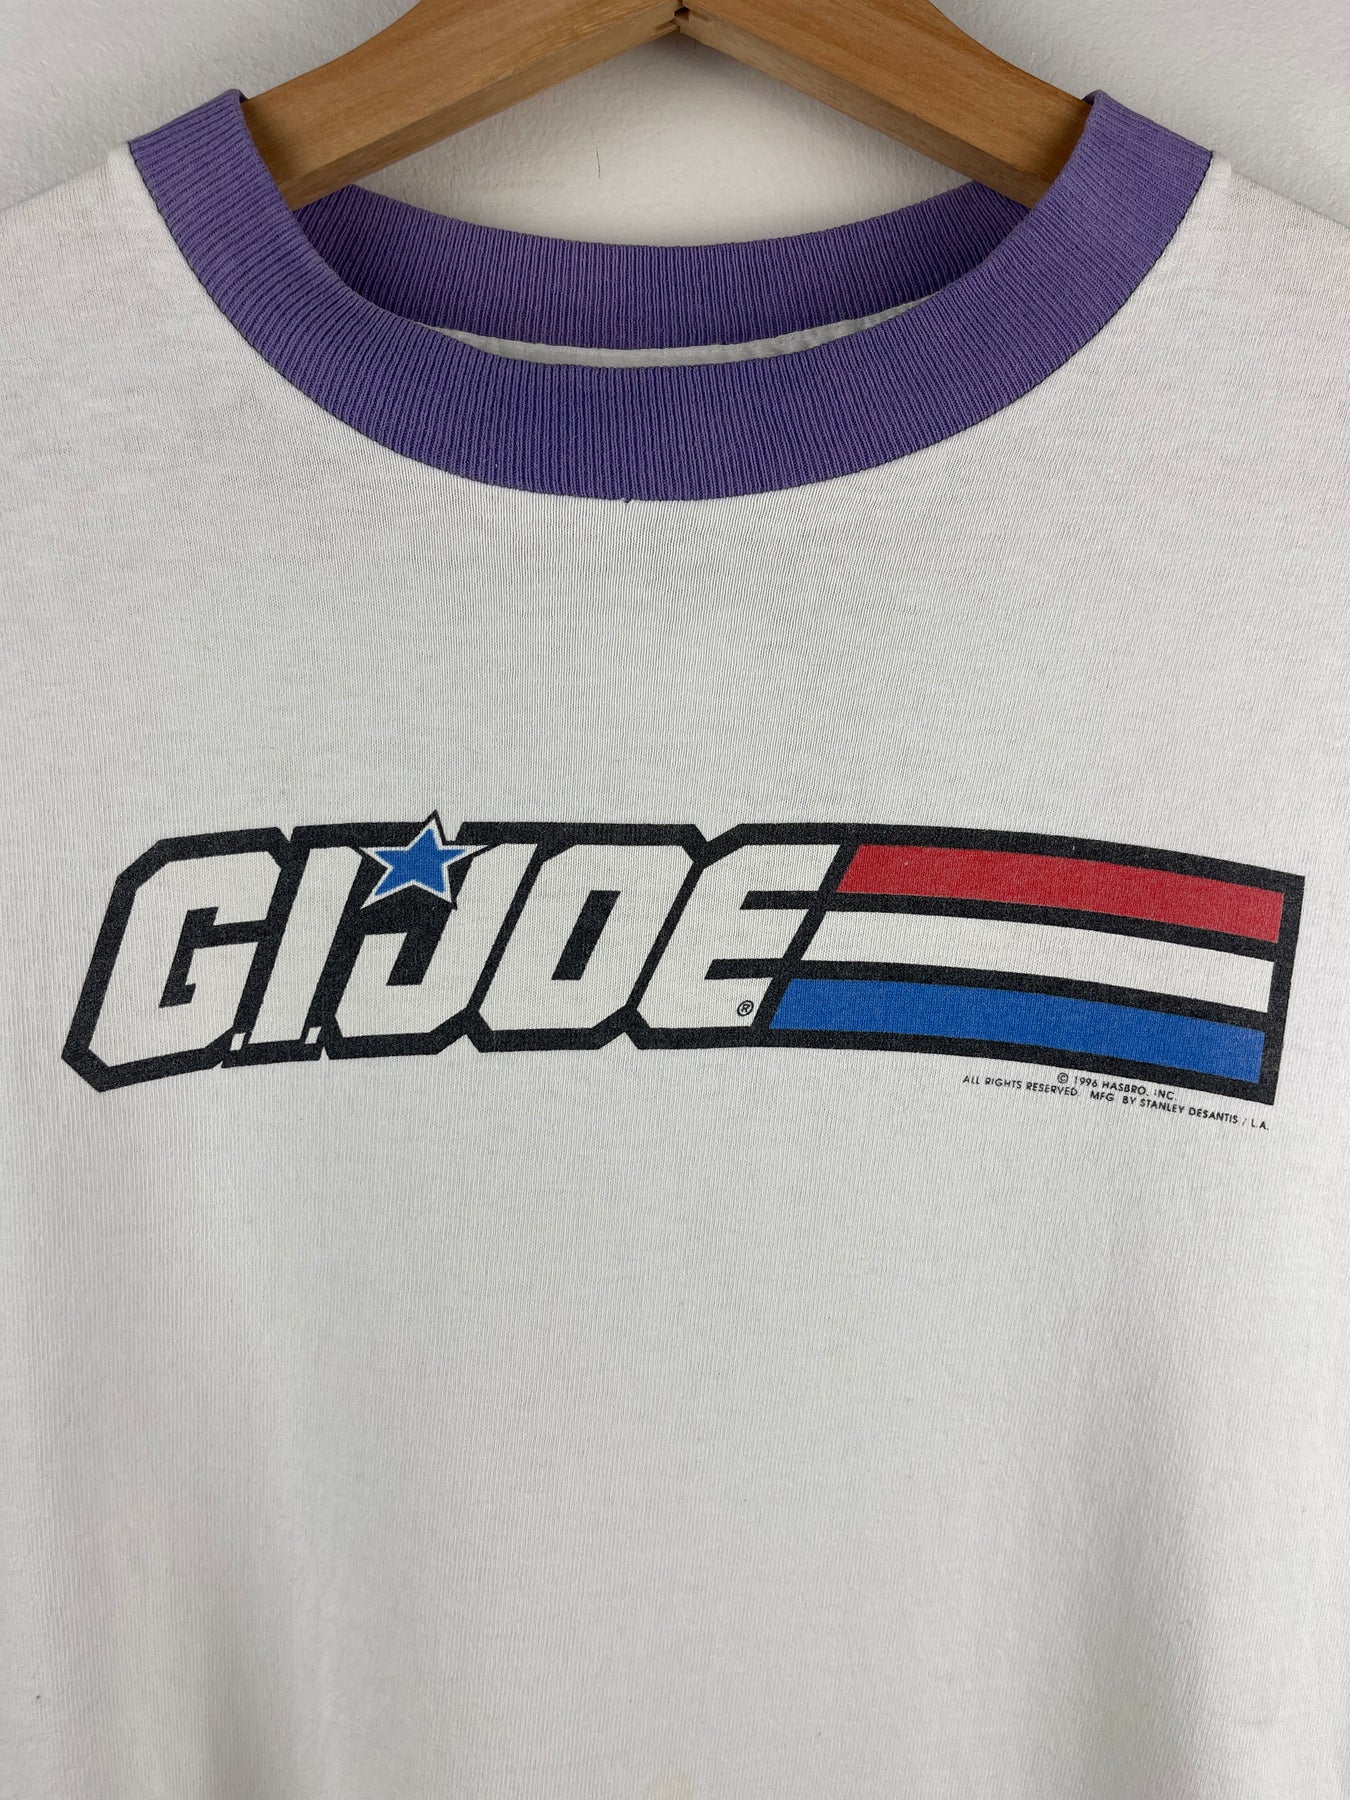 G.I.JOE ®
© 1996 HASBRO, INC.
ALL RIGHTS RESERVED. MFG. BY STANLEY DESANTIS / L.A.